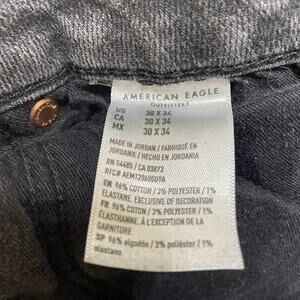 AMERICAN EAGLE
OUTFITTERS
US 30 X 34
CA 30 X 34
MX 30 X 34
MADE IN JORDAN / FABRIQUÉ EN
JORDANIE / HECHO EN JORDANIA
RN 54485 / CA 03873
RFC# AEMT20605U9A
EN 96% COTTON / 3% POLYESTER / 1%
ELASTANE. EXCLUSIVE OF DECORATION
FR 96% COTON / 3% POLYESTER / 1%
ÉLASTHANNE. À L'EXCEPTION DE LA
GARNITURE
SP 96% algodón / 3% poliéster / 1%
elastano